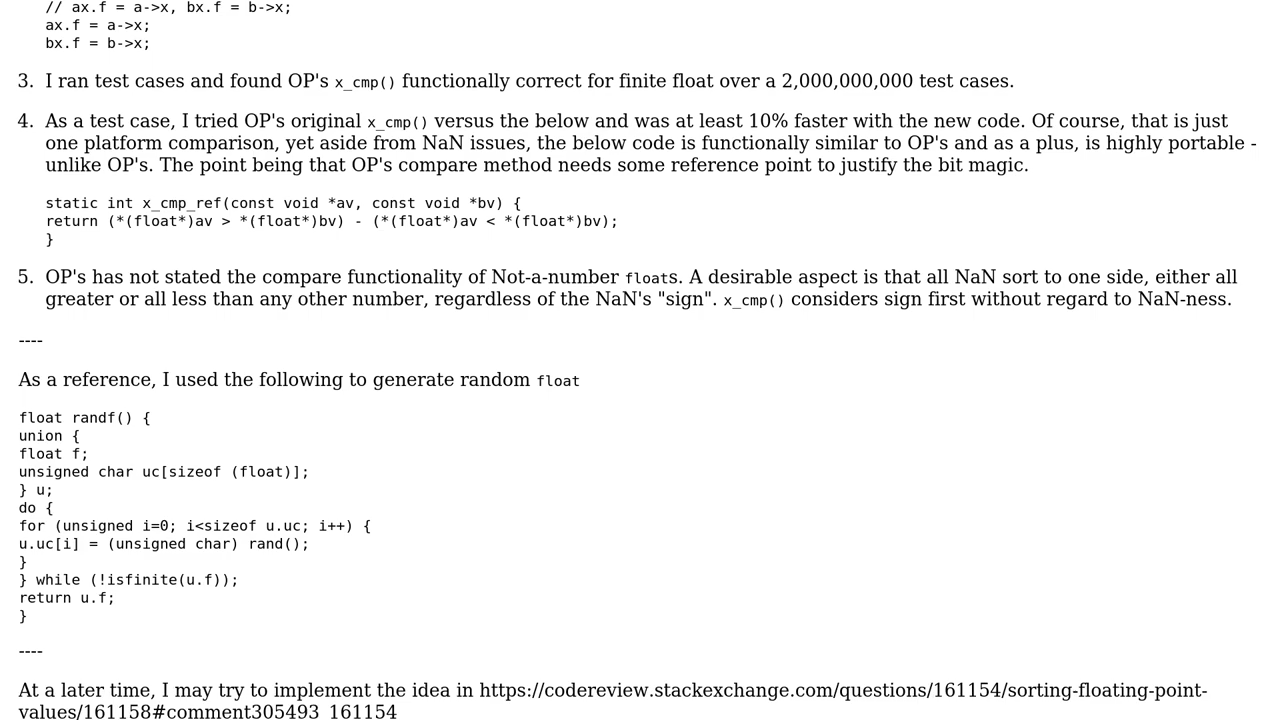 // ax.f = a->x, bx.f = b->x;
ax.f = a->x;
bx.f = b->x;
3. I ran test cases and found OP's x_cmp() functionally correct for finite float over a 2,000,000,000 test cases.
4. As a test case, I tried OP's original x_cmp() versus the below and was at least 10% faster with the new code. Of course, that is just
one platform comparison, yet aside from NaN issues, the below code is functionally similar to OP's and as a plus, is highly portable -
unlike OP's. The point being that OP's compare method needs some reference point to justify the bit magic.
static int x_cmp_ref(const void *av, const void *bv) {
return (*(float*)av > *(float*)bv) - (*(float*)av < *(float*)bv);
}
5. OP's has not stated the compare functionality of Not-a-number floats. A desirable aspect is that all NaN sort to one side, either all
greater or all less than any other number, regardless of the NaN's "sign". x_cmp() considers sign first without regard to NaN-ness.
----
As a reference, I used the following to generate random float
float randf() {
union {
float f;
unsigned char uc[sizeof (float)];
} u;
do {
for (unsigned i=0; i<sizeof u.uc; i++) {
u.uc[i] = (unsigned char) rand();
}
} while (!isfinite(u.f));
return u.f;
}
----
At a later time, I may try to implement the idea in https://codereview.stackexchange.com/questions/161154/sorting-floating-point-
values/161158#comment305493_161154